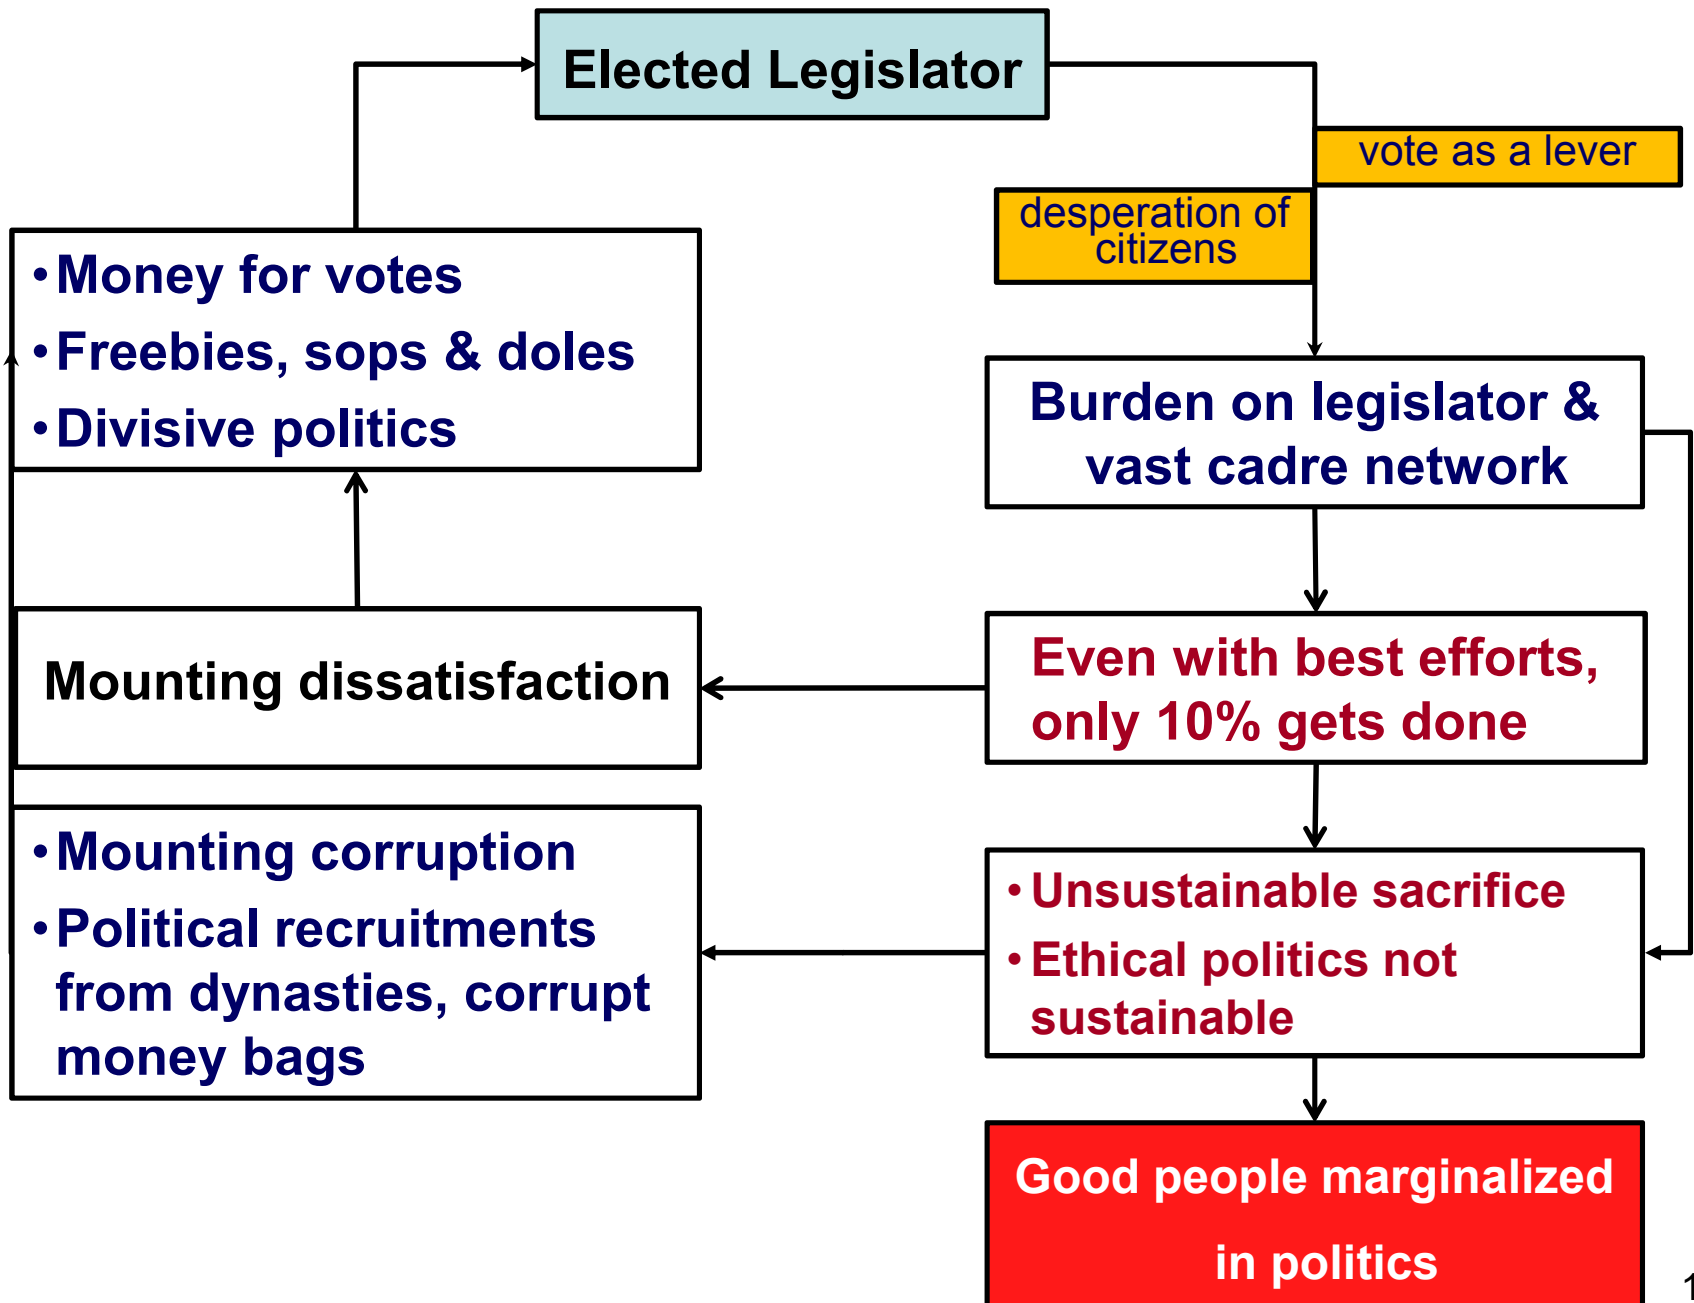 Elected Legislator
vote as a lever
desperation of
citizens
•Money for votes
•Freebies, sops & doles
•Divisive politics
Burden on legislator &
vast cadre network
Mounting dissatisfaction
Even with best efforts,
only 10% gets done
•Mounting corruption
•Political recruitments
from dynasties, corrupt
money bags
•Unsustainable sacrifice
•Ethical politics not
sustainable
Good people marginalized
in politics